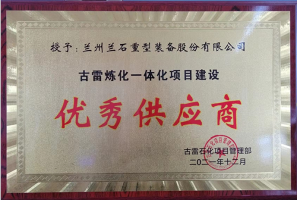 授予：兰州兰石重型装备股份有限公司
古雷炼化一体化项目建设
优秀供应商
古雷石化项目管理部
二〇二一年十二月